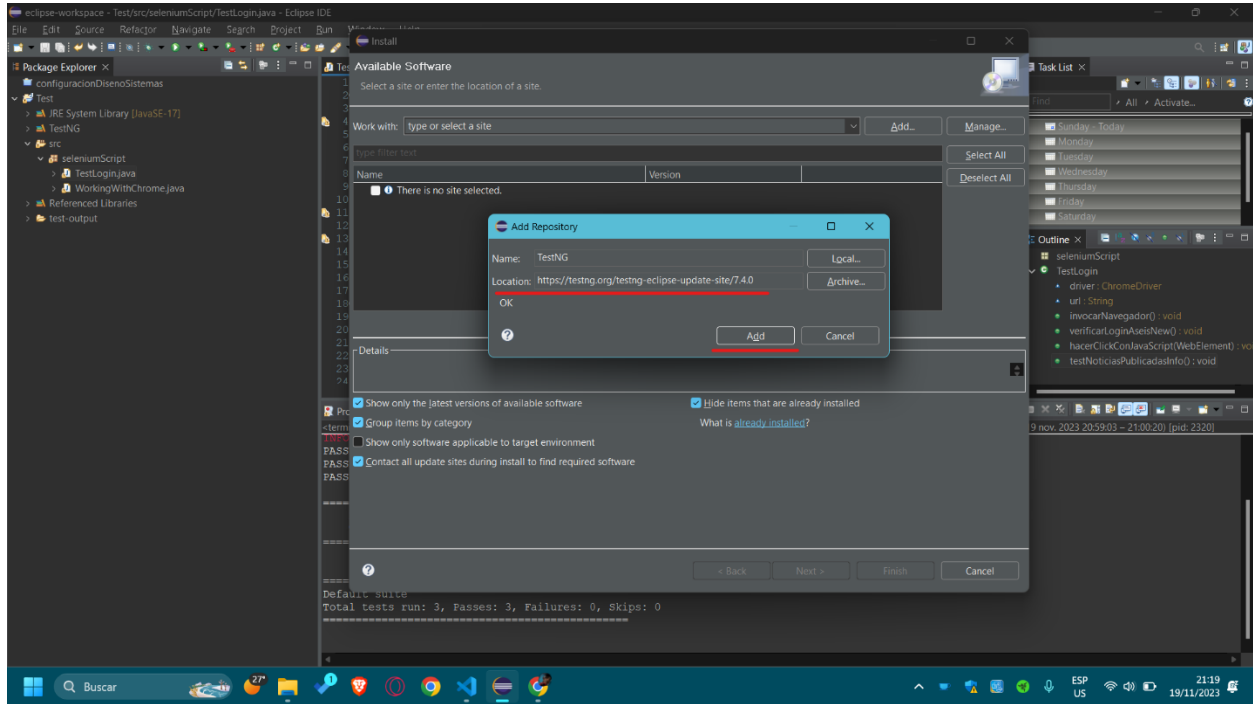 eclipse-workspace - Test/src/seleniumScript/TestLogin.java - Eclipse IDE
File Edit Source Refactor Navigate Search Project Run Window Help
Package Explorer
configuracionDisenoSistemas
Test
JRE System Library [JavaSE-17]
TestNG
src
seleniumScript
TestLogin.java
WorkingWithChrome.java
Referenced Libraries
test-output
Install
Available Software
Select a site or enter the location of a site.
Work with: type or select a site Add... Manage...
type filter text Select All
Name Version Deselect All
There is no site selected.
Add Repository
Name: TestNG Local...
Location: https://testng.org/testng-eclipse-update-site/7.4.0 Archive...
OK
Add Cancel
Details
Show only the latest versions of available software Hide items that are already installed
Group items by category What is already installed?
Show only software applicable to target environment
Contact all update sites during install to find required software
< Back Next > Finish Cancel
Task List
Find All Activate...
Sunday - Today
Monday
Tuesday
Wednesday
Thursday
Friday
Saturday
Outline
seleniumScript
TestLogin
driver : ChromeDriver
url : String
invocarNavegador() : void
verificarLoginAseisNew() : void
hacerClickConJavaScript(WebElement) : vo
testNoticiasPublicadasInfo() : void
9 nov. 2023 20:59:03 – 21:00:20) [pid: 2320]
PASS
PASS
PASS
Default suite
Total tests run: 3, Passes: 3, Failures: 0, Skips: 0
Buscar
27°
1
ESP
US
21:19
19/11/2023